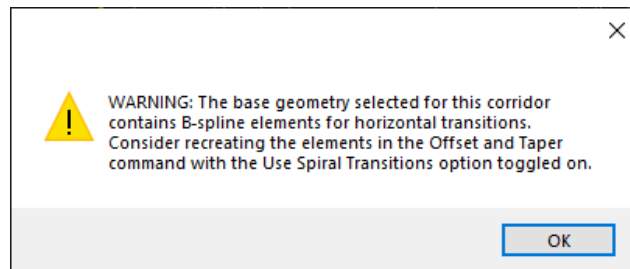 WARNING: The base geometry selected for this corridor
contains B-spline elements for horizontal transitions.
Consider recreating the elements in the Offset and Taper
command with the Use Spiral Transitions option toggled on.
OK